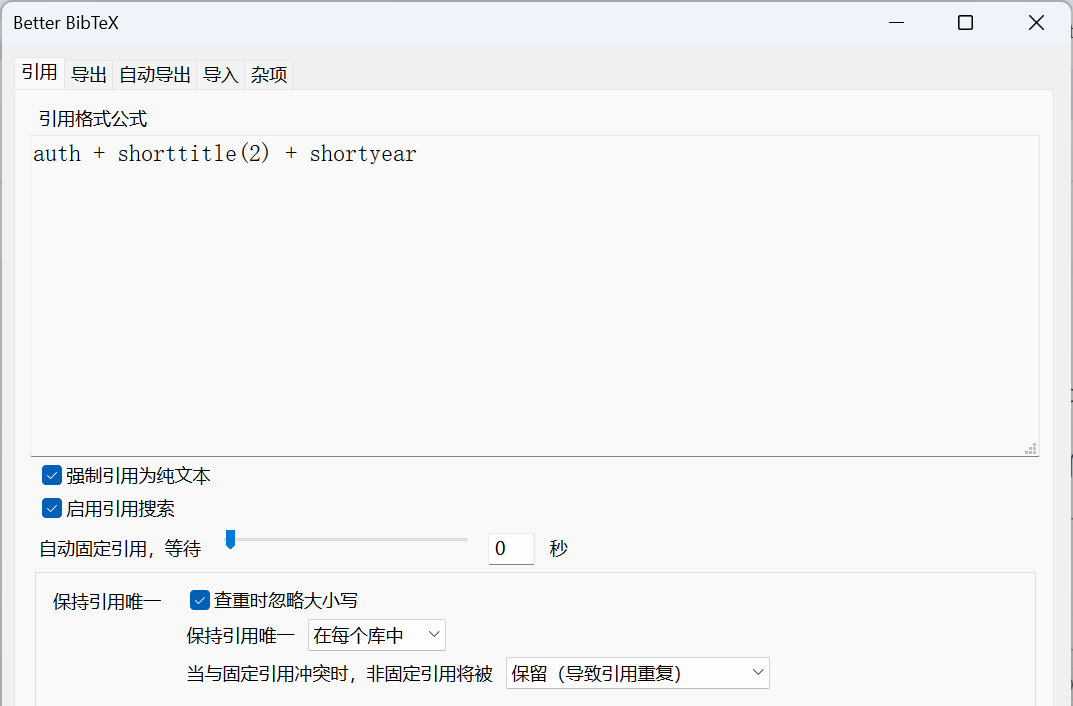 Better BibTeX
引用 导出 自动导出 导入 杂项
引用格式公式
auth + shorttitle(2) + shortyear
强制引用为纯文本
启用引用搜索
自动固定引用，等待 0 秒
保持引用唯一 查重时忽略大小写
保持引用唯一 在每个库中
当与固定引用冲突时，非固定引用将被 保留（导致引用重复）